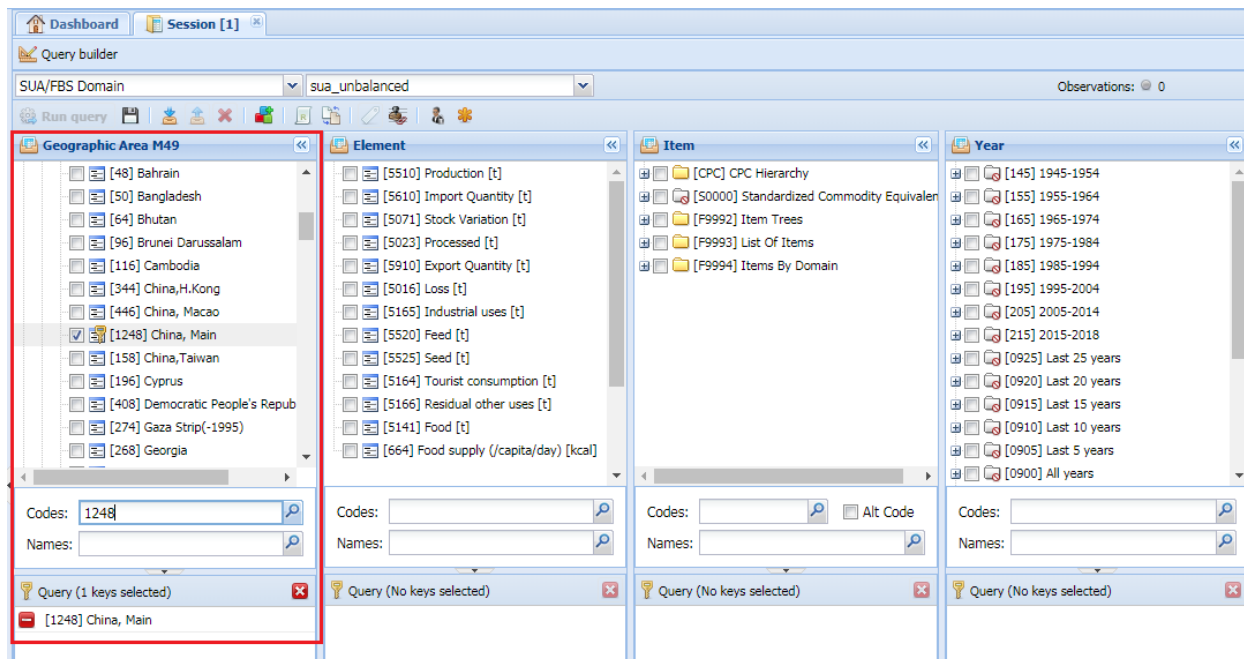 Dashboard
Session [1]
Query builder
SUA/FBS Domain
sua_unbalanced
Observations: 0
Run query
Geographic Area M49
[48] Bahrain
[50] Bangladesh
[64] Bhutan
[96] Brunei Darussalam
[116] Cambodia
[344] China,H.Kong
[446] China, Macao
[1248] China, Main
[158] China,Taiwan
[196] Cyprus
[408] Democratic People's Repub
[274] Gaza Strip(-1995)
[268] Georgia
Codes: 1248
Names:
Query (1 keys selected)
[1248] China, Main
Element
[5510] Production [t]
[5610] Import Quantity [t]
[5071] Stock Variation [t]
[5023] Processed [t]
[5910] Export Quantity [t]
[5016] Loss [t]
[5165] Industrial uses [t]
[5520] Feed [t]
[5525] Seed [t]
[5164] Tourist consumption [t]
[5166] Residual other uses [t]
[5141] Food [t]
[664] Food supply (/capita/day) [kcal]
Codes:
Names:
Query (No keys selected)
Item
[CPC] CPC Hierarchy
[S0000] Standardized Commodity Equivalen
[F9992] Item Trees
[F9993] List Of Items
[F9994] Items By Domain
Codes:
Alt Code
Names:
Query (No keys selected)
Year
[145] 1945-1954
[155] 1955-1964
[165] 1965-1974
[175] 1975-1984
[185] 1985-1994
[195] 1995-2004
[205] 2005-2014
[215] 2015-2018
[0925] Last 25 years
[0920] Last 20 years
[0915] Last 15 years
[0910] Last 10 years
[0905] Last 5 years
[0900] All years
Codes:
Names:
Query (No keys selected)